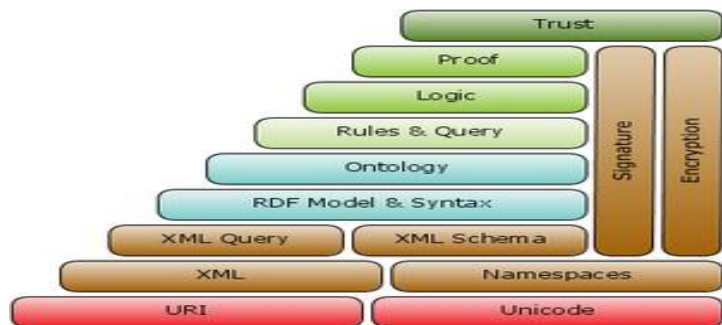 Trust
Proof
Logic
Rules & Query
Ontology
RDF Model & Syntax
XML Query
XML Schema
Signature
Encryption
XML
Namespaces
URI
Unicode